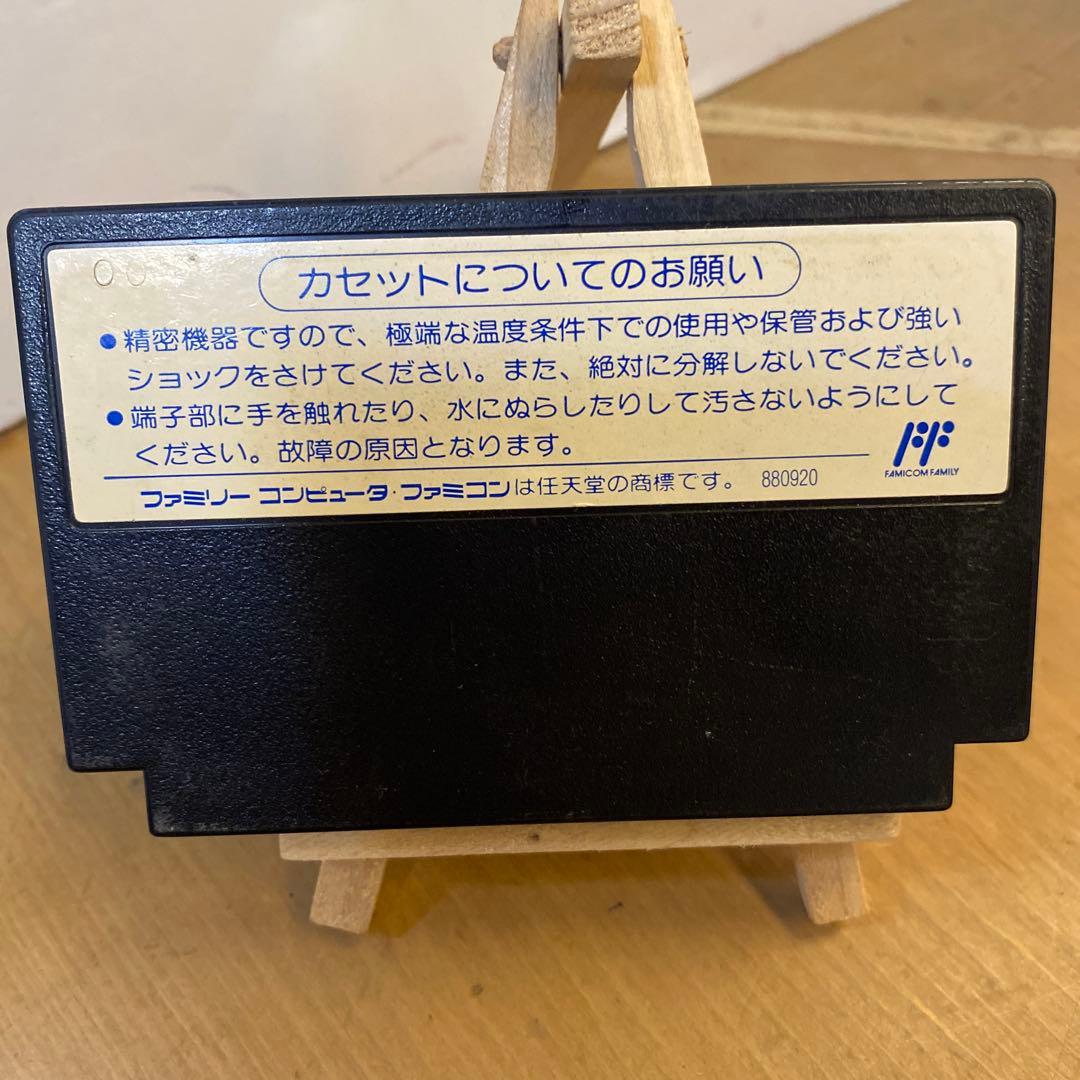 00
カセットについてのお願い
●精密機器ですので、極端な温度条件下での使用や保管および強い
ショックをさけてください。また、絶対に分解しないでください。
●端子部に手を触れたり、水にぬらしたりして汚さないようにして
ください。故障の原因となります。
FAMICOM FAMILY
ファミリー コンピュータ・ファミコンは任天堂の商標です。 880920